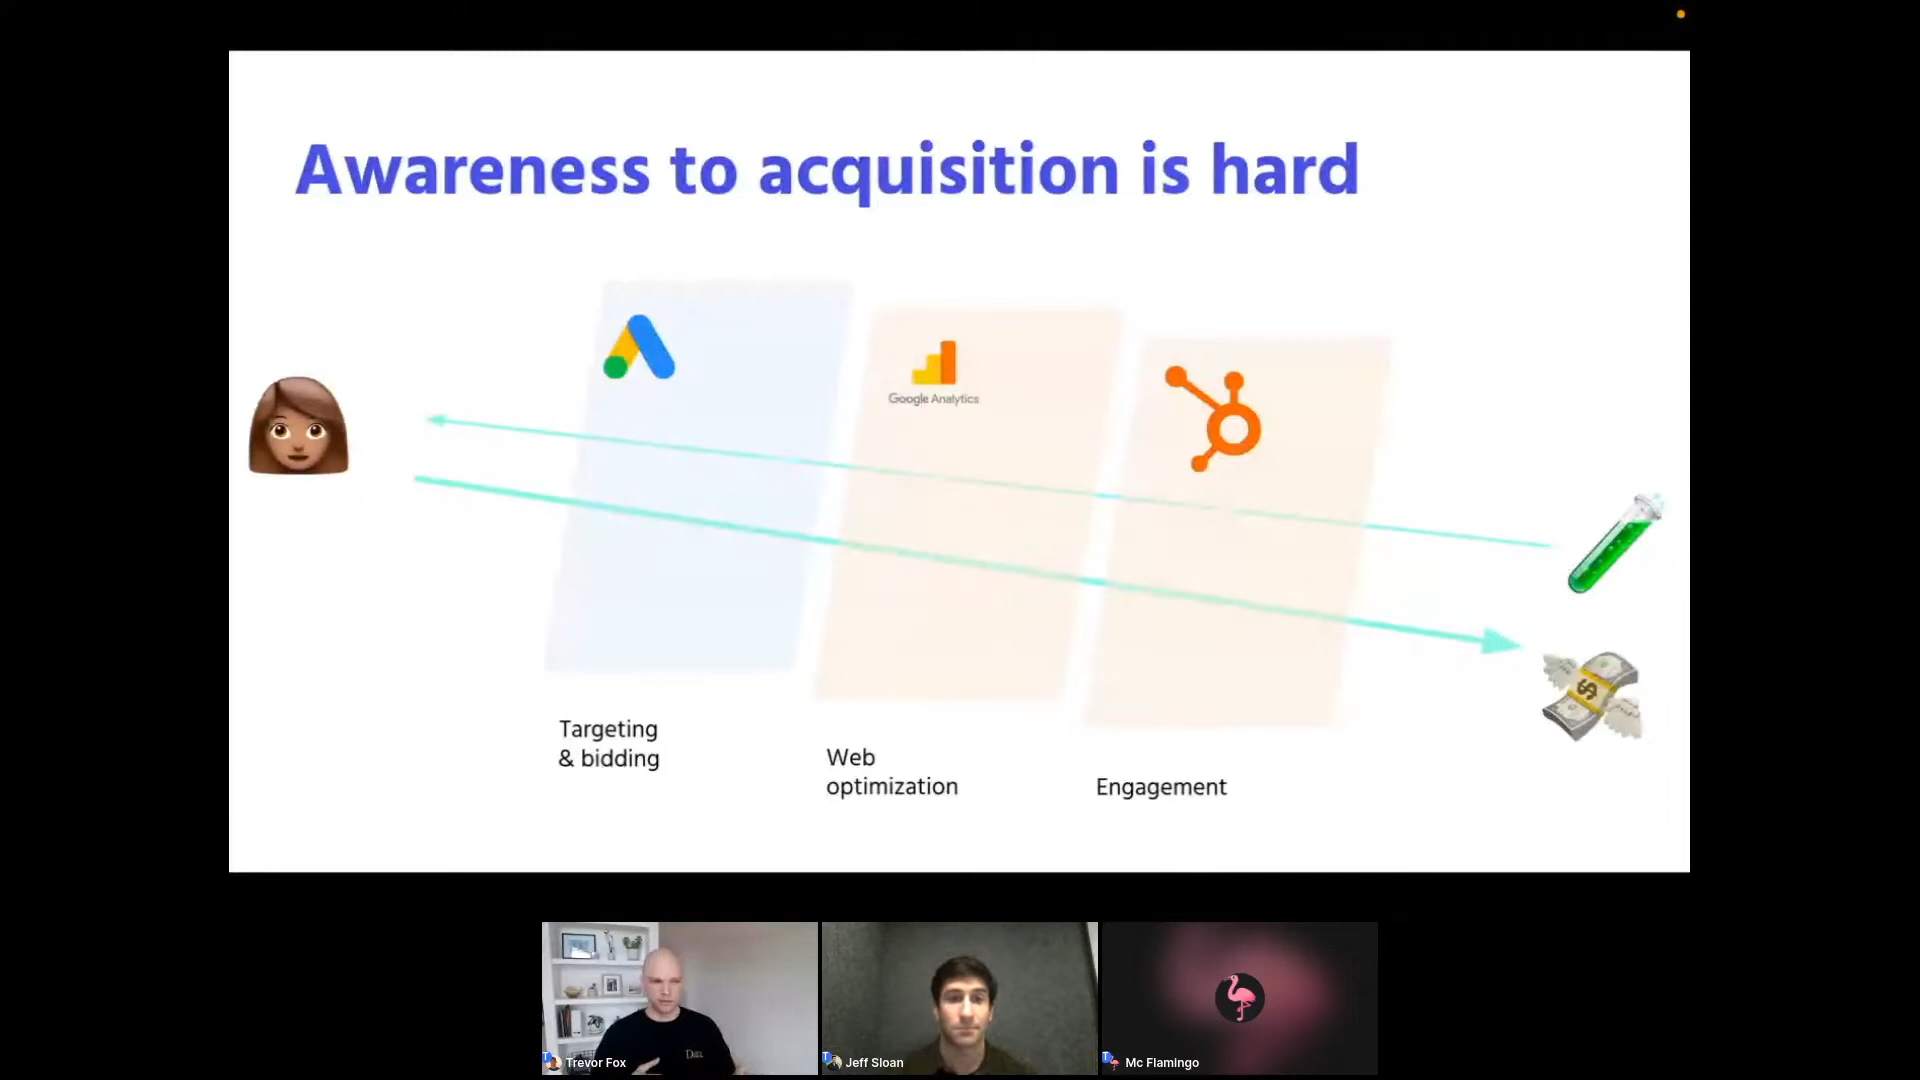 Awareness to acquisition is hard
Google Analytics
Targeting
& bidding
Web
optimization
Engagement
Trevor Fox
Jeff Sloan
Mc Flamingo